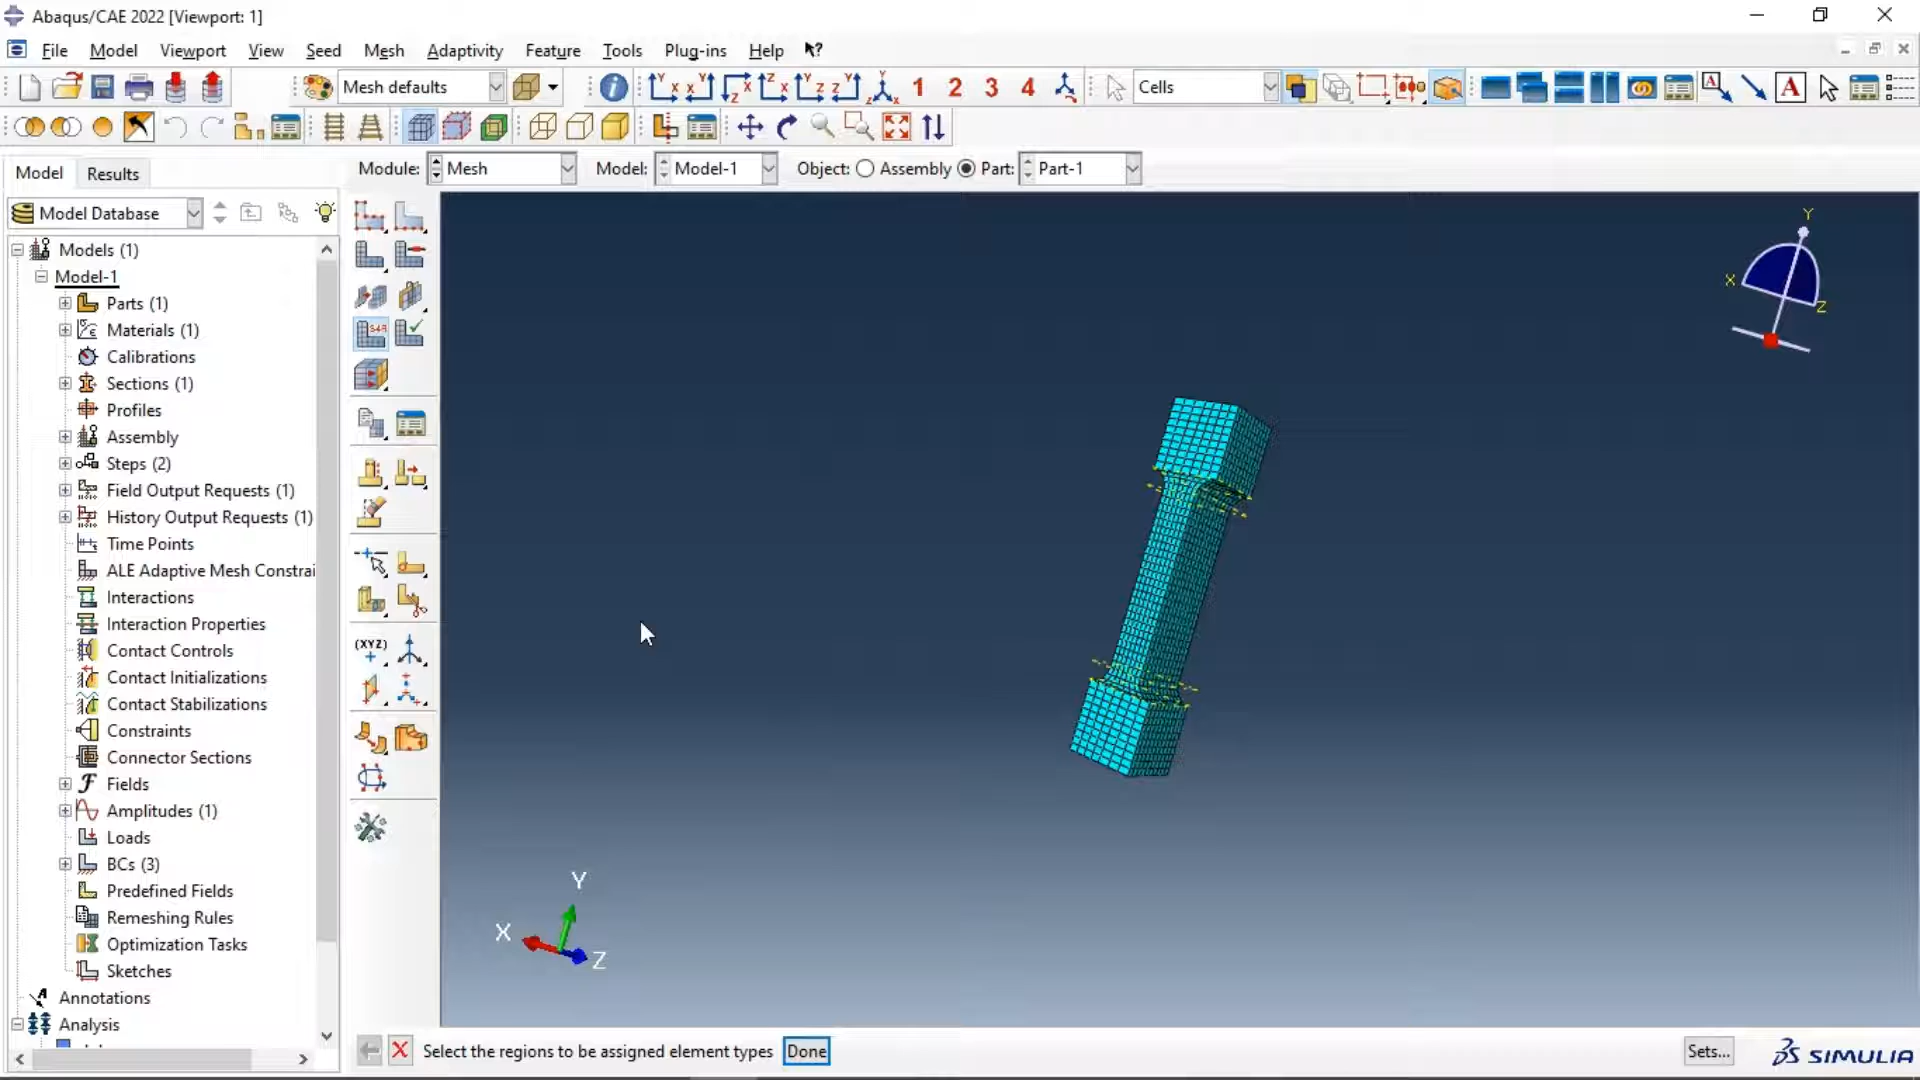 Abaqus/CAE 2022 [Viewport: 1]
File Model Viewport View Seed Mesh Adaptivity Feature Tools Plug-ins Help
Mesh defaults
1 2 3 4
Cells
A
Model Results
Module: Mesh Model: Model-1 Object: Assembly Part: Part-1
Model Database
Models (1)
Model-1
Parts (1)
Materials (1)
Calibrations
Sections (1)
Profiles
Assembly
Steps (2)
Field Output Requests (1)
History Output Requests (1)
Time Points
ALE Adaptive Mesh Constrai
Interactions
Interaction Properties
Contact Controls
Contact Initializations
Contact Stabilizations
Constraints
Connector Sections
Fields
Amplitudes (1)
Loads
BCs (3)
Predefined Fields
Remeshing Rules
Optimization Tasks
Sketches
Annotations
Analysis
(XYZ)
Y
X
Z
Y
X
Z
Select the regions to be assigned element types Done
Sets...
SIMULIA